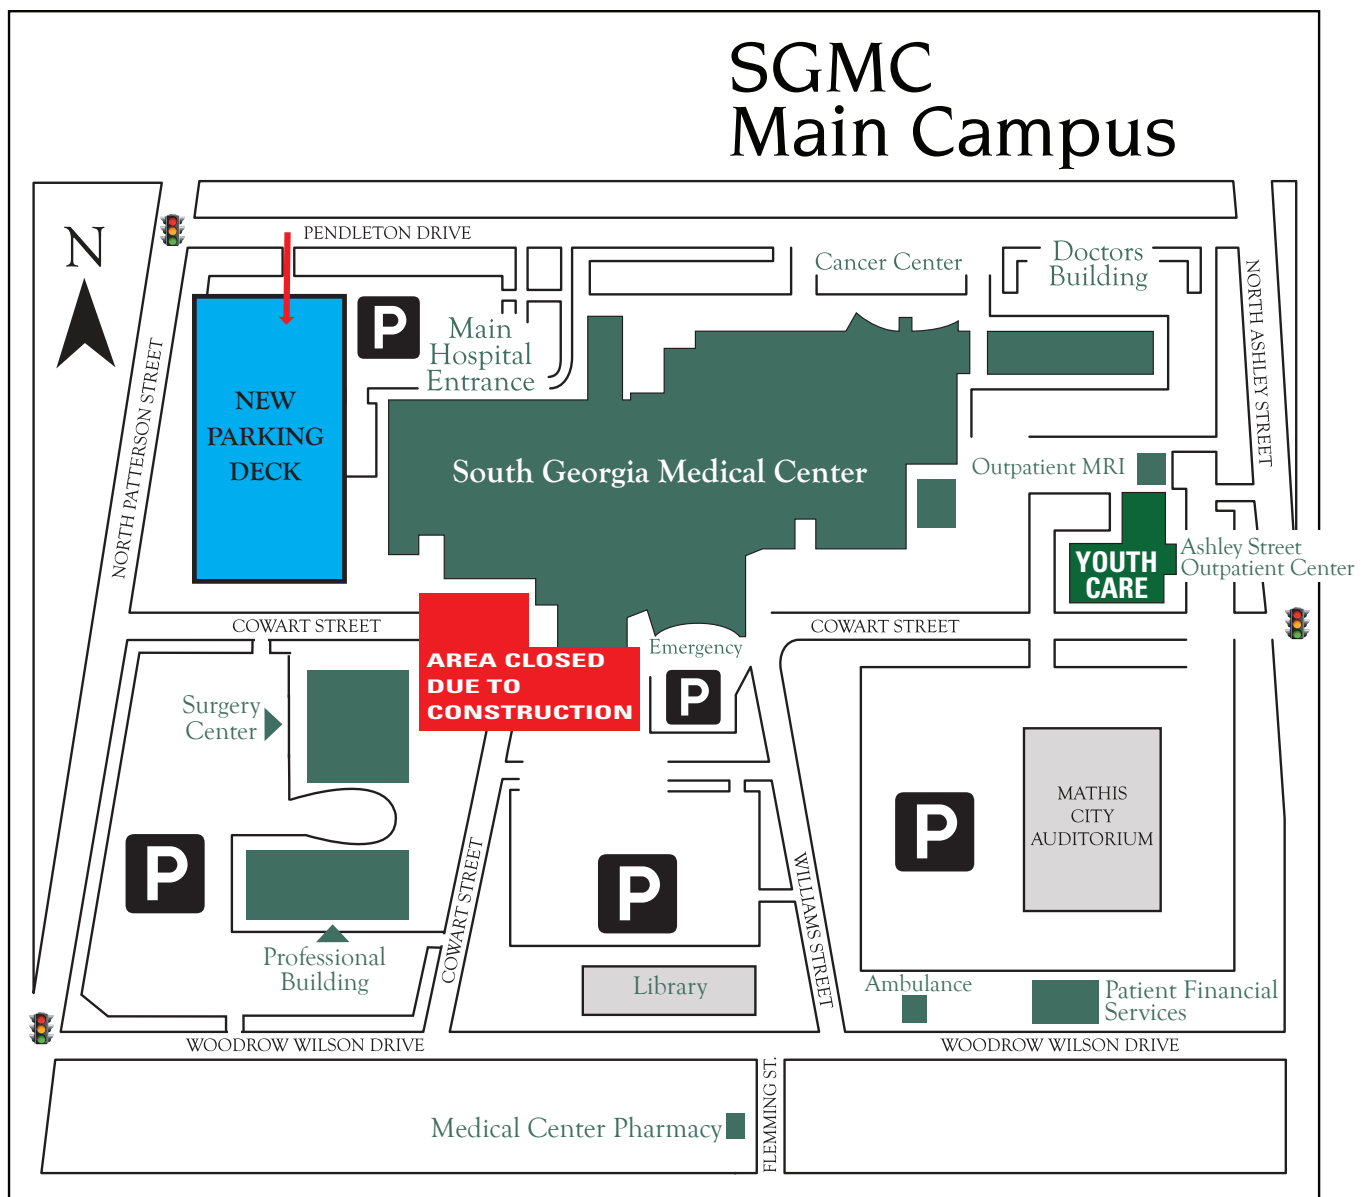 SGMC
Main Campus
N
PENDLETON DRIVE
Cancer Center
Doctors
Building
NORTH ASHLEY STREET
P
Main
Hospital
Entrance
NORTH PATTERSON STREET
NEW
PARKING
DECK
South Georgia Medical Center
Outpatient MRI
YOUTH
CARE
Ashley Street
Outpatient Center
COWART STREET
COWART STREET
Emergency
AREA CLOSED
DUE TO
CONSTRUCTION
P
Surgery
Center
MATHIS
CITY
AUDITORIUM
P
P
P
COWART STREET
WILLIAMS STREET
Professional
Building
Library
Ambulance
Patient Financial
Services
WOODROW WILSON DRIVE
WOODROW WILSON DRIVE
FLEMMING ST.
Medical Center Pharmacy